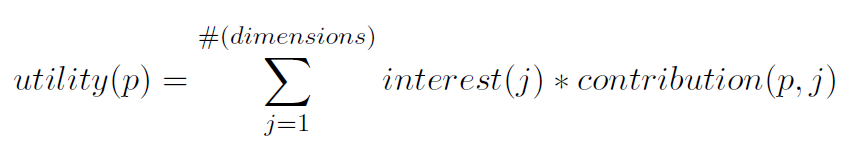 #(dimensions)
utility(p) = ∑ interest(j) * contribution(p, j)
j=1